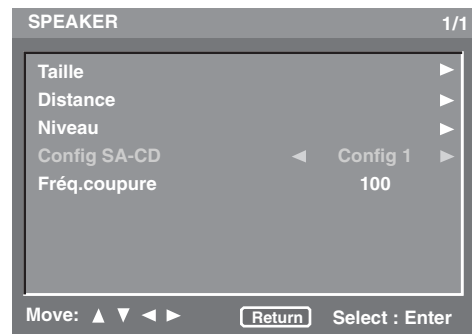 SPEAKER 1/1
Taille ►
Distance ►
Niveau ►
Config SA-CD ◄ Config 1 ►
Fréq.coupure 100
Move: ▲ ▼ ◄ ► Return Select : Enter